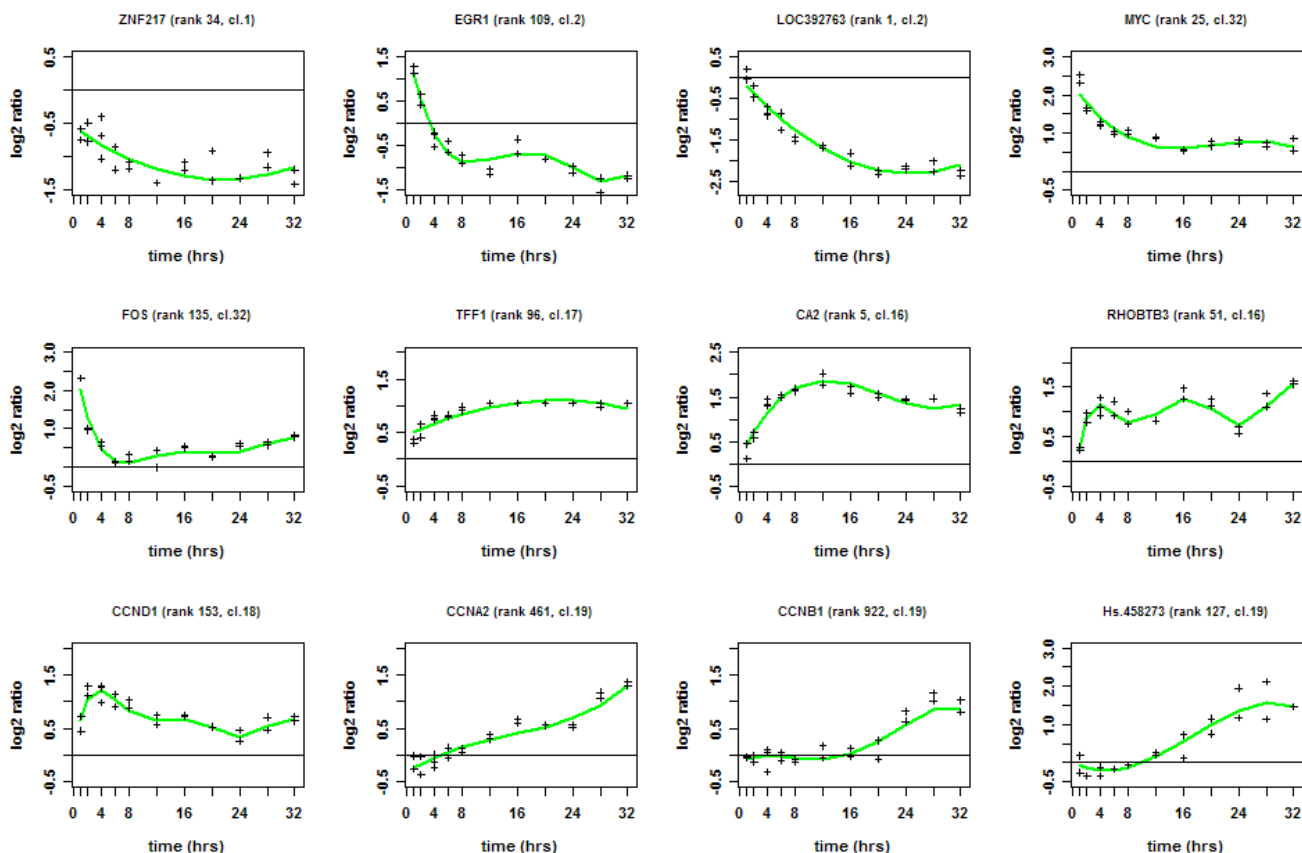 ZNF217 (rank 34, cl.1)
EGR1 (rank 109, cl.2)
LOC392763 (rank 1, cl.2)
MYC (rank 25, cl.32)
log2 ratio
0.5
-0.5
-1.5
0 4 8 16 24 32
time (hrs)
log2 ratio
1.5
0.5
-0.5
-1.5
0 4 8 16 24 32
time (hrs)
log2 ratio
0.5
-0.5
-1.5
-2.5
0 4 8 16 24 32
time (hrs)
log2 ratio
3.0
2.0
1.0
-0.5
0 4 8 16 24 32
time (hrs)
FOS (rank 135, cl.32)
TFF1 (rank 96, cl.17)
CA2 (rank 5, cl.16)
RHOBTB3 (rank 51, cl.16)
log2 ratio
3.0
2.0
1.0
-0.5
0 4 8 16 24 32
time (hrs)
log2 ratio
1.5
0.5
-0.5
0 4 8 16 24 32
time (hrs)
log2 ratio
2.5
1.5
0.5
-0.5
0 4 8 16 24 32
time (hrs)
log2 ratio
1.5
0.5
-0.5
0 4 8 16 24 32
time (hrs)
CCND1 (rank 153, cl.18)
CCNA2 (rank 461, cl.19)
CCNB1 (rank 922, cl.19)
Hs.458273 (rank 127, cl.19)
log2 ratio
1.5
0.5
-0.5
0 4 8 16 24 32
time (hrs)
log2 ratio
1.5
0.5
-0.5
0 4 8 16 24 32
time (hrs)
log2 ratio
1.5
0.5
-0.5
0 4 8 16 24 32
time (hrs)
log2 ratio
3.0
2.0
1.0
-0.5
0 4 8 16 24 32
time (hrs)